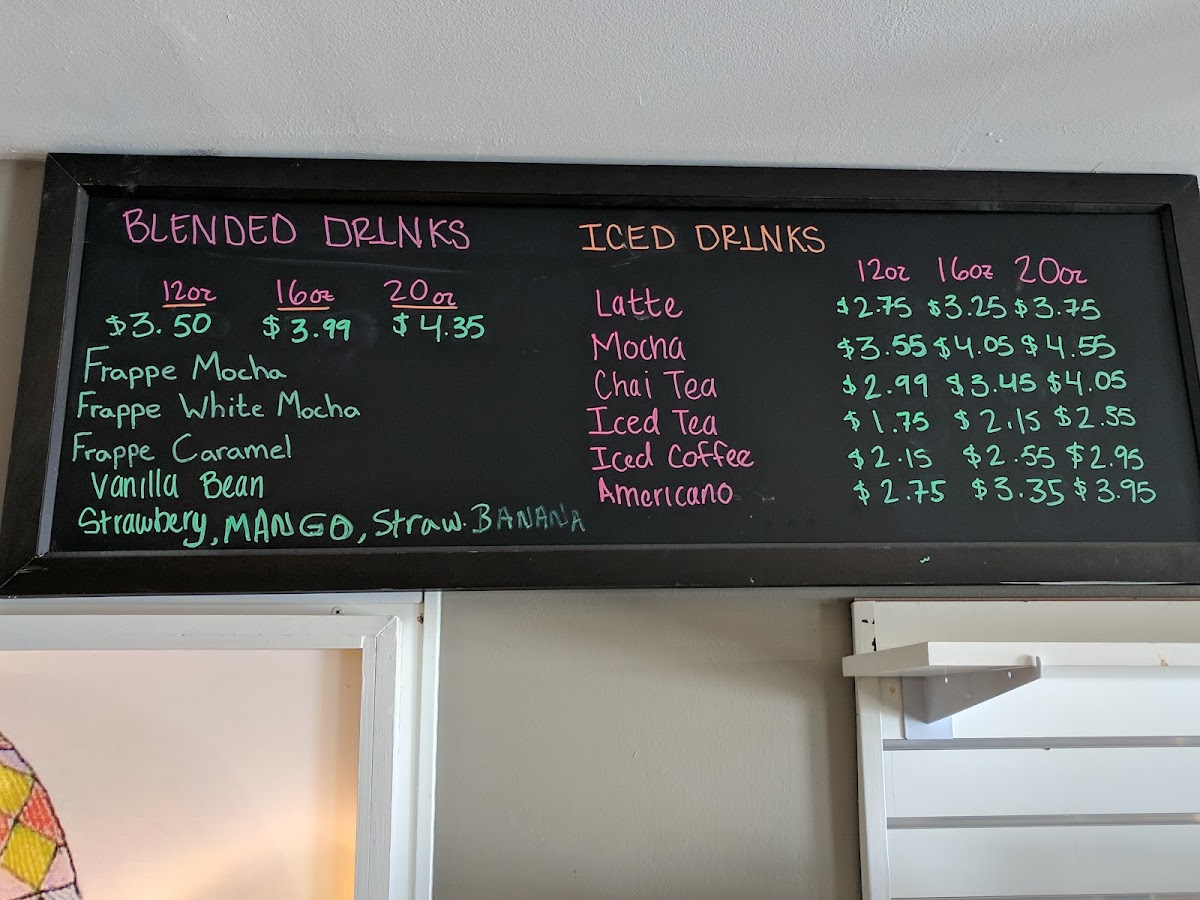 BLENDED DRINKS
12oz 16oz 20oz
$3.50 $3.99 $4.35
Frappe Mocha
Frappe White Mocha
Frappe Caramel
Vanilla Bean
Strawbery, MANGO, Straw. BANANA
ICED DRINKS
12oz 16oz 20oz
Latte $2.75 $3.25 $3.75
Mocha $3.55 $4.05 $4.55
Chai Tea $2.99 $3.45 $4.05
Iced Tea $1.75 $2.15 $2.55
Iced Coffee $2.15 $2.55 $2.95
Americano $2.75 $3.35 $3.95